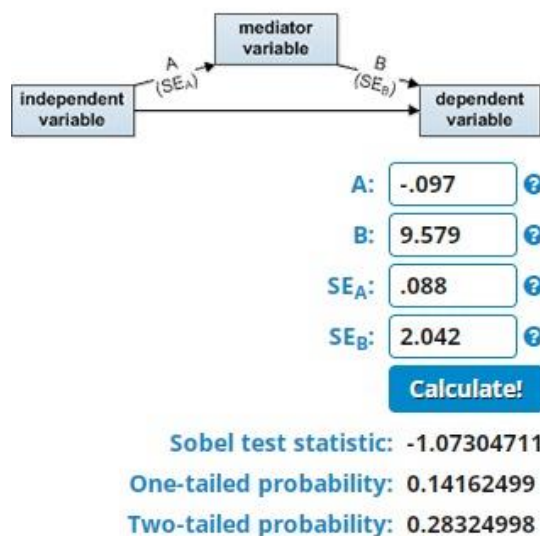 mediator
variable
A
(SEA)
B
(SEB)
independent
variable
dependent
variable
A: -.097 ?
B: 9.579 ?
SEA: .088 ?
SEB: 2.042 ?
Calculate!
Sobel test statistic: -1.07304711
One-tailed probability: 0.14162499
Two-tailed probability: 0.28324998